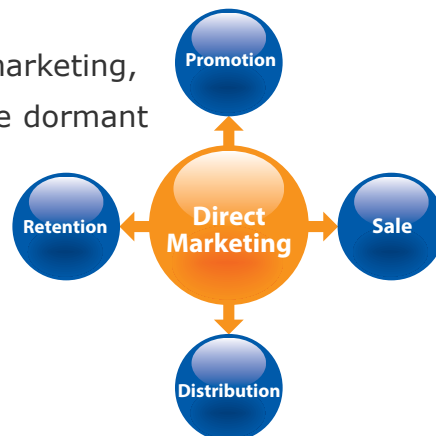 narketing,
e dormant
Promotion
Retention
Direct
Marketing
Sale
Distribution